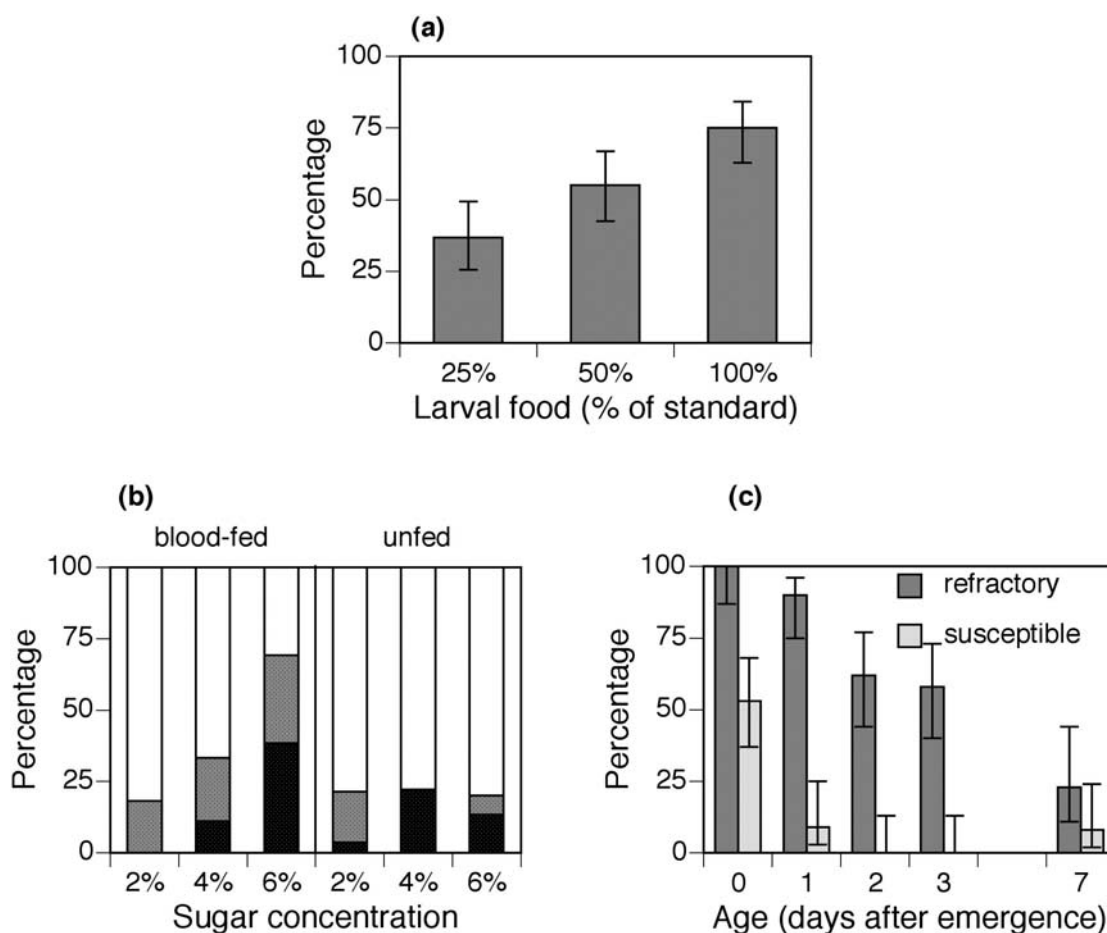 (a)
100
75
50
25
0
Percentage
25% 50% 100%
Larval food (% of standard)
(b)
blood-fed unfed
100
75
50
25
0
Percentage
2% 4% 6% 2% 4% 6%
Sugar concentration
(c)
100
75
50
25
0
Percentage
refractory
susceptible
0 1 2 3 7
Age (days after emergence)